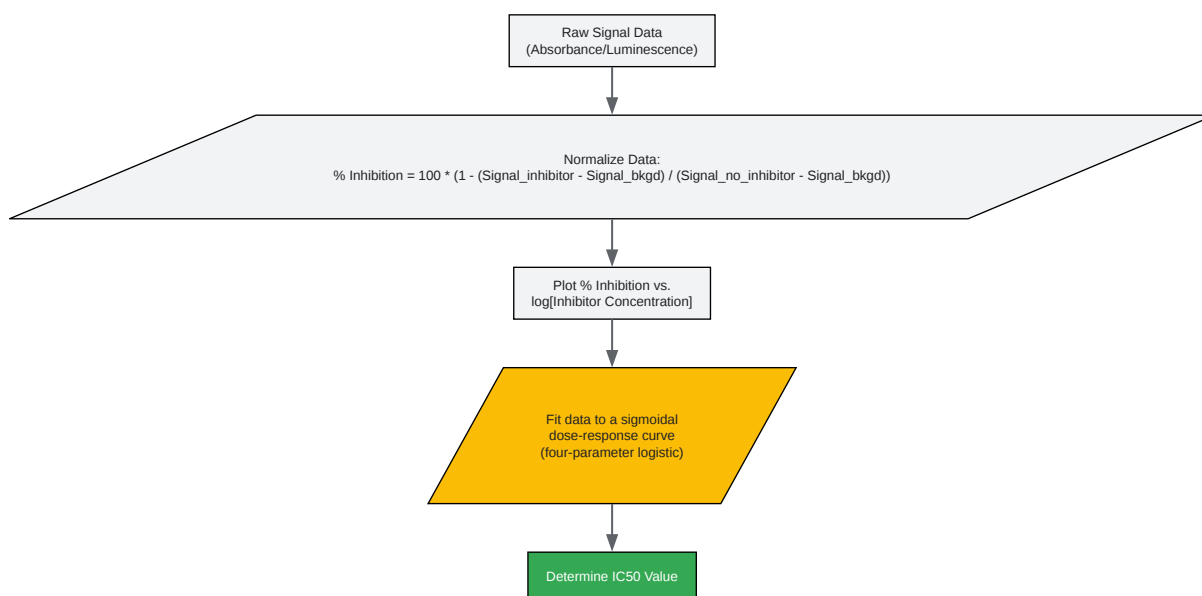 Raw Signal Data
(Absorbance/Luminescence)
Normalize Data:
% Inhibition = 100 * (1 - (Signal_inhibitor - Signal_bkgd) / (Signal_no_inhibitor - Signal_bkgd))
Plot % Inhibition vs.
log[Inhibitor Concentration]
Fit data to a sigmoidal
dose-response curve
(four-parameter logistic)
Determine IC50 Value